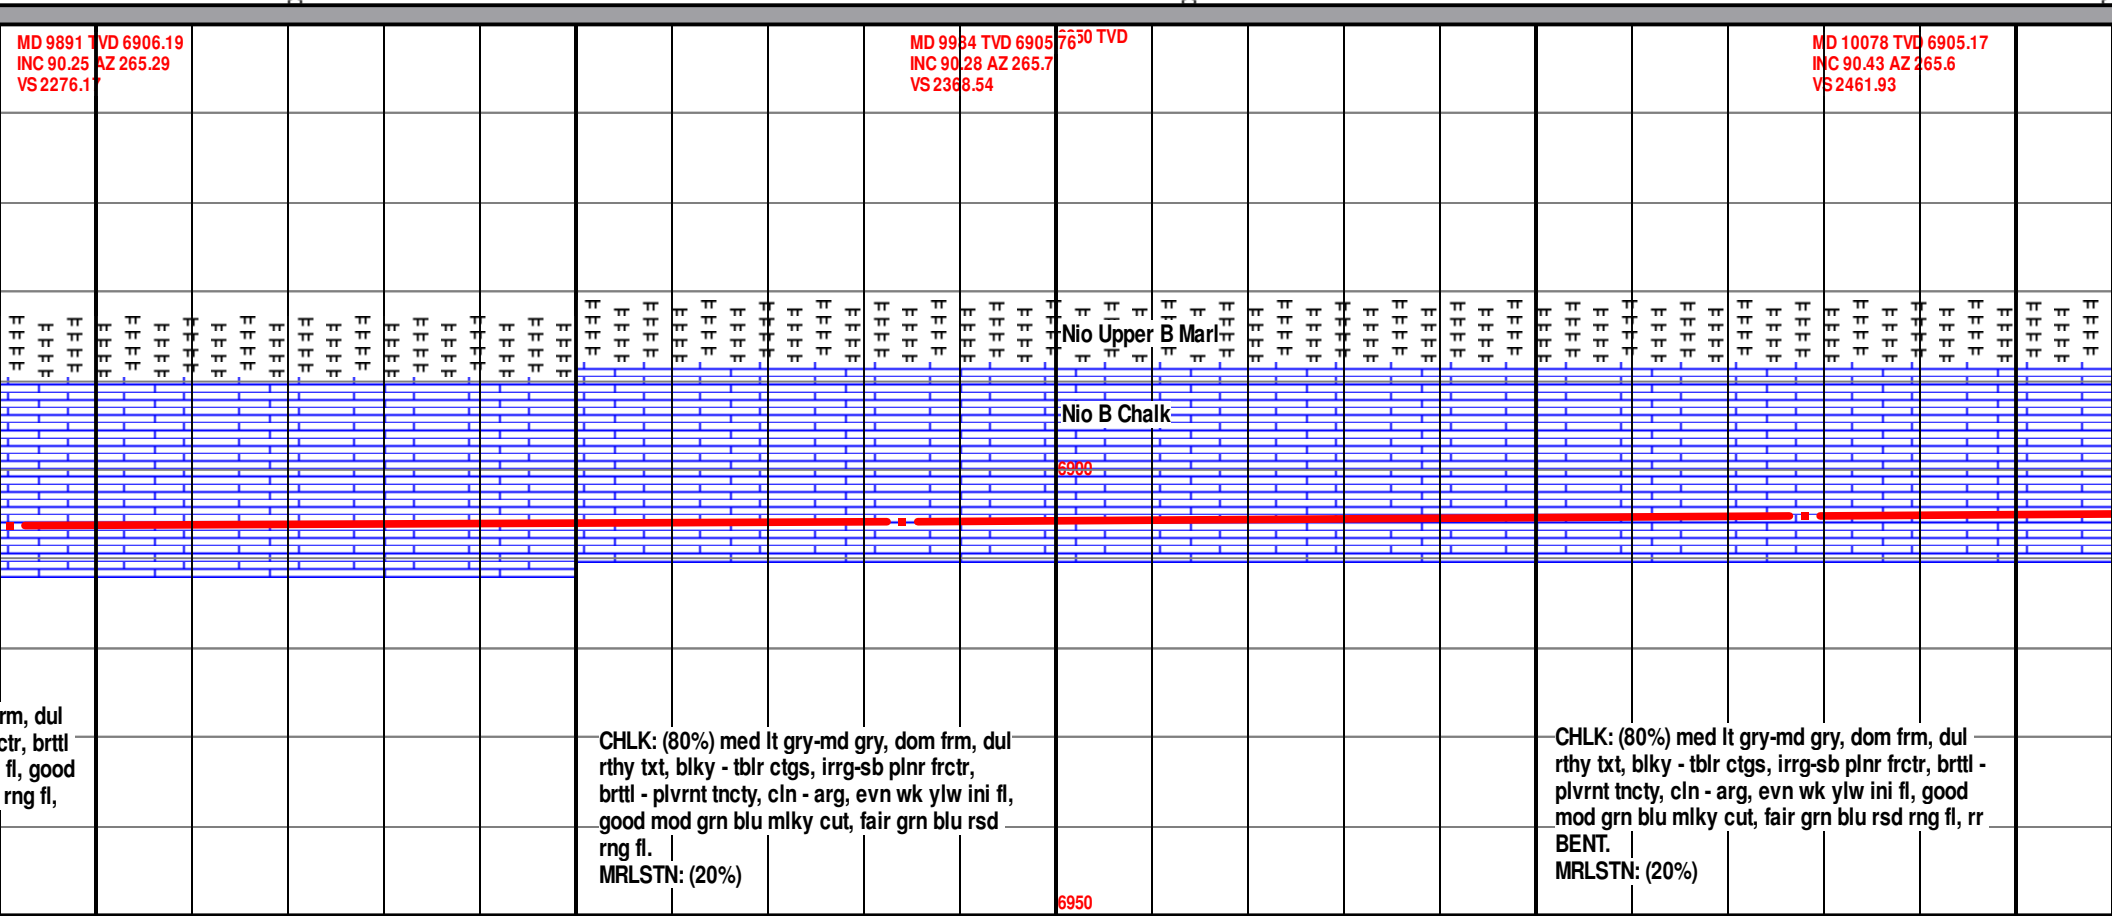 MD 9891 TVD 6906.19
INC 90.25 AZ 265.29
VS 2276.17
MD 9984 TVD 6905.76
INC 90.28 AZ 265.7
VS 2368.54
50 TVD
MD 10078 TVD 6905.17
INC 90.43 AZ 265.6
VS 2461.93
Nio Upper B Marl
Nio B Chalk
6900
rm, dul
ctr, brttl
fl, good
rng fl,
CHLK: (80%) med lt gry-md gry, dom frm, dul
rthy txt, blky - tblr ctgs, irrg-sb plnr frctr,
brttl - plvrnt tncty, cln - arg, evn wk ylw ini fl,
good mod grn blu mlky cut, fair grn blu rsd
rng fl.
MRLSTN: (20%)
CHLK: (80%) med lt gry-md gry, dom frm, dul
rthy txt, blky - tblr ctgs, irrg-sb plnr frctr, brttl -
plvrnt tncty, cln - arg, evn wk ylw ini fl, good
mod grn blu mlky cut, fair grn blu rsd rng fl, rr
BENT.
MRLSTN: (20%)
6950